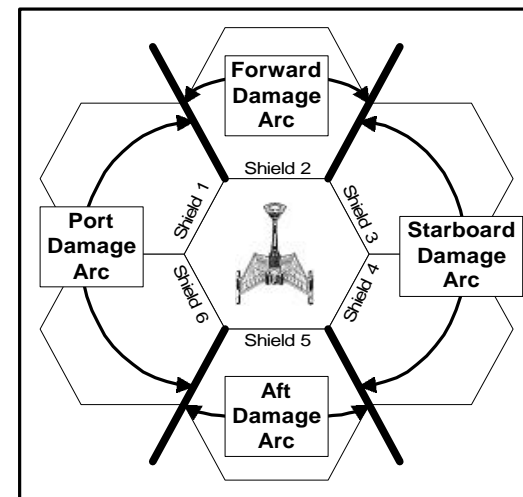 Forward
Damage
Arc
Shield 2
Shield 1
Shield 3
Port
Damage
Arc
Starboard
Damage
Arc
Shield 6
Shield 4
Shield 5
Aft
Damage
Arc